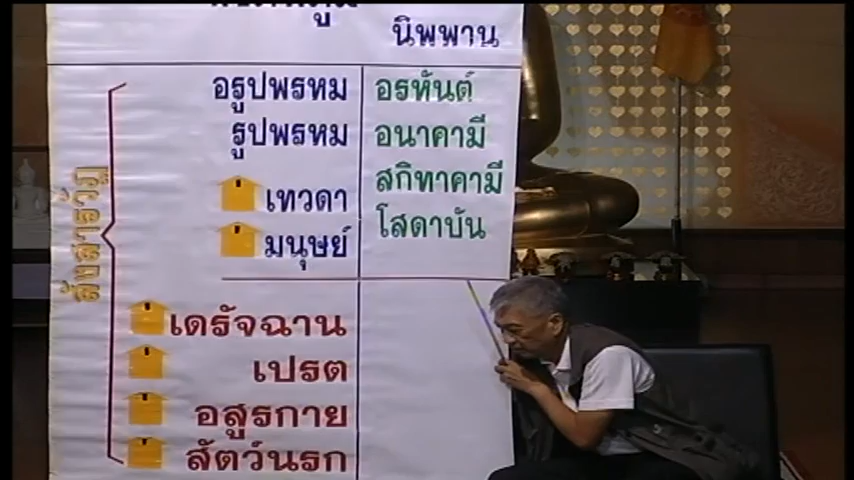 นิพพาน
อรูปพรหม
อรหันต์
รูปพรหม
อนาคามี
เทวดา
สกิทาคามี
มนุษย์
โสดาบัน
สังสารวัฏ
เดรัจฉาน
เปรต
อสูรกาย
สัตว์นรก